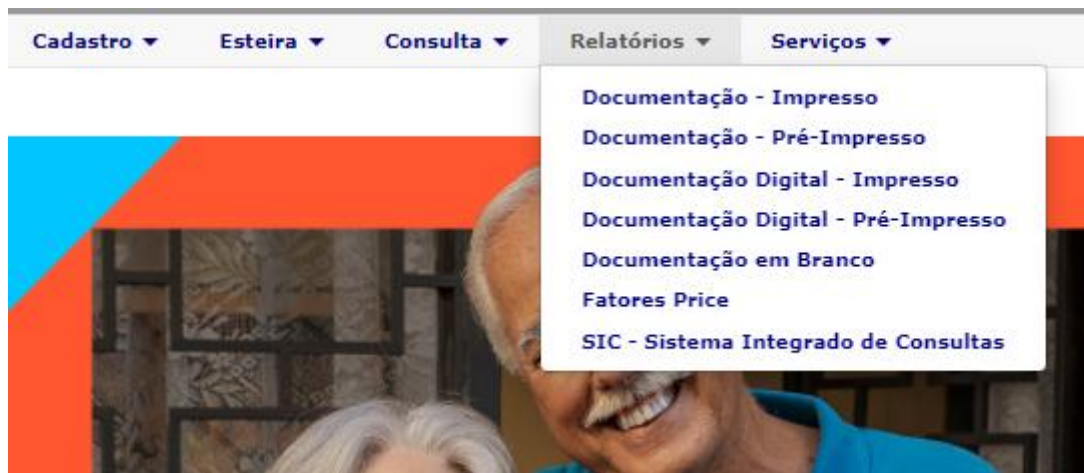 Cadastro Esteira Consulta Relatórios Serviços
Documentação - Impresso
Documentação - Pré-Impresso
Documentação Digital - Impresso
Documentação Digital - Pré-Impresso
Documentação em Branco
Fatores Price
SIC - Sistema Integrado de Consultas